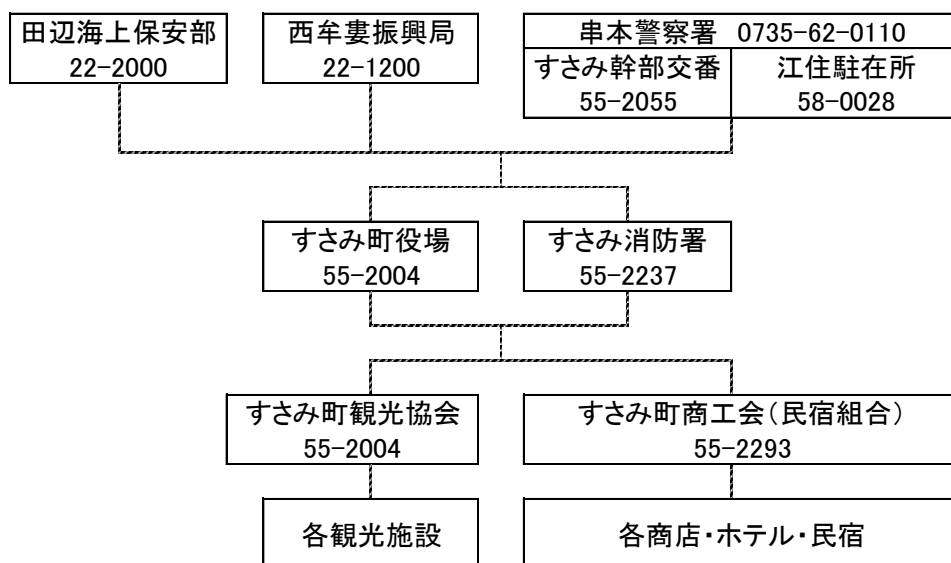 田辺海上保安部
22-2000
西牟婁振興局
22-1200
串本警察署 0735-62-0110
すさみ幹部交番
55-2055
江住駐在所
58-0028
すさみ町役場
55-2004
すさみ消防署
55-2237
すさみ町観光協会
55-2004
すさみ町商工会(民宿組合)
55-2293
各観光施設
各商店・ホテル・民宿